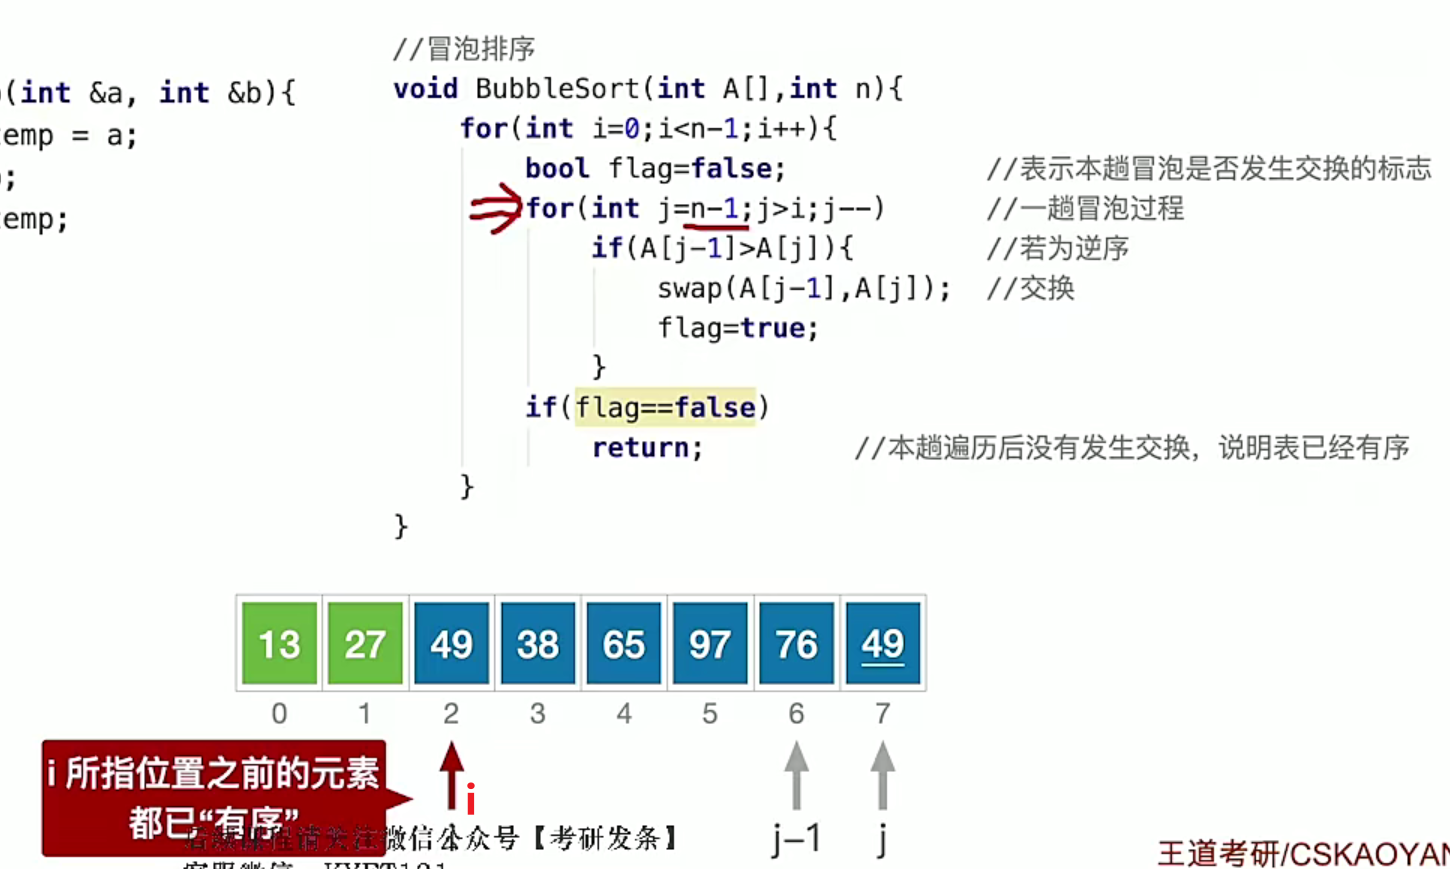 //冒泡排序
void BubbleSort(int A[],int n){
(int &a, int &b){
for(int i=0;i<n-1;i++){
emp = a;
bool flag=false; //表示本趟冒泡是否发生交换的标志
;
for(int j=n-1;j>i;j--) //一趟冒泡过程
temp;
if(A[j-1]>A[j]){ //若为逆序
swap(A[j-1],A[j]); //交换
flag=true;
}
if(flag==false)
return; //本趟遍历后没有发生交换，说明表已经有序
}
}
13 27 49 38 65 97 76 49
0 1 2 3 4 5 6 7
i 所指位置之前的元素
都已“有序”
i
j-1 j
后续课程请关注微信公众号【考研发条】
王道考研/CSKAOYAN